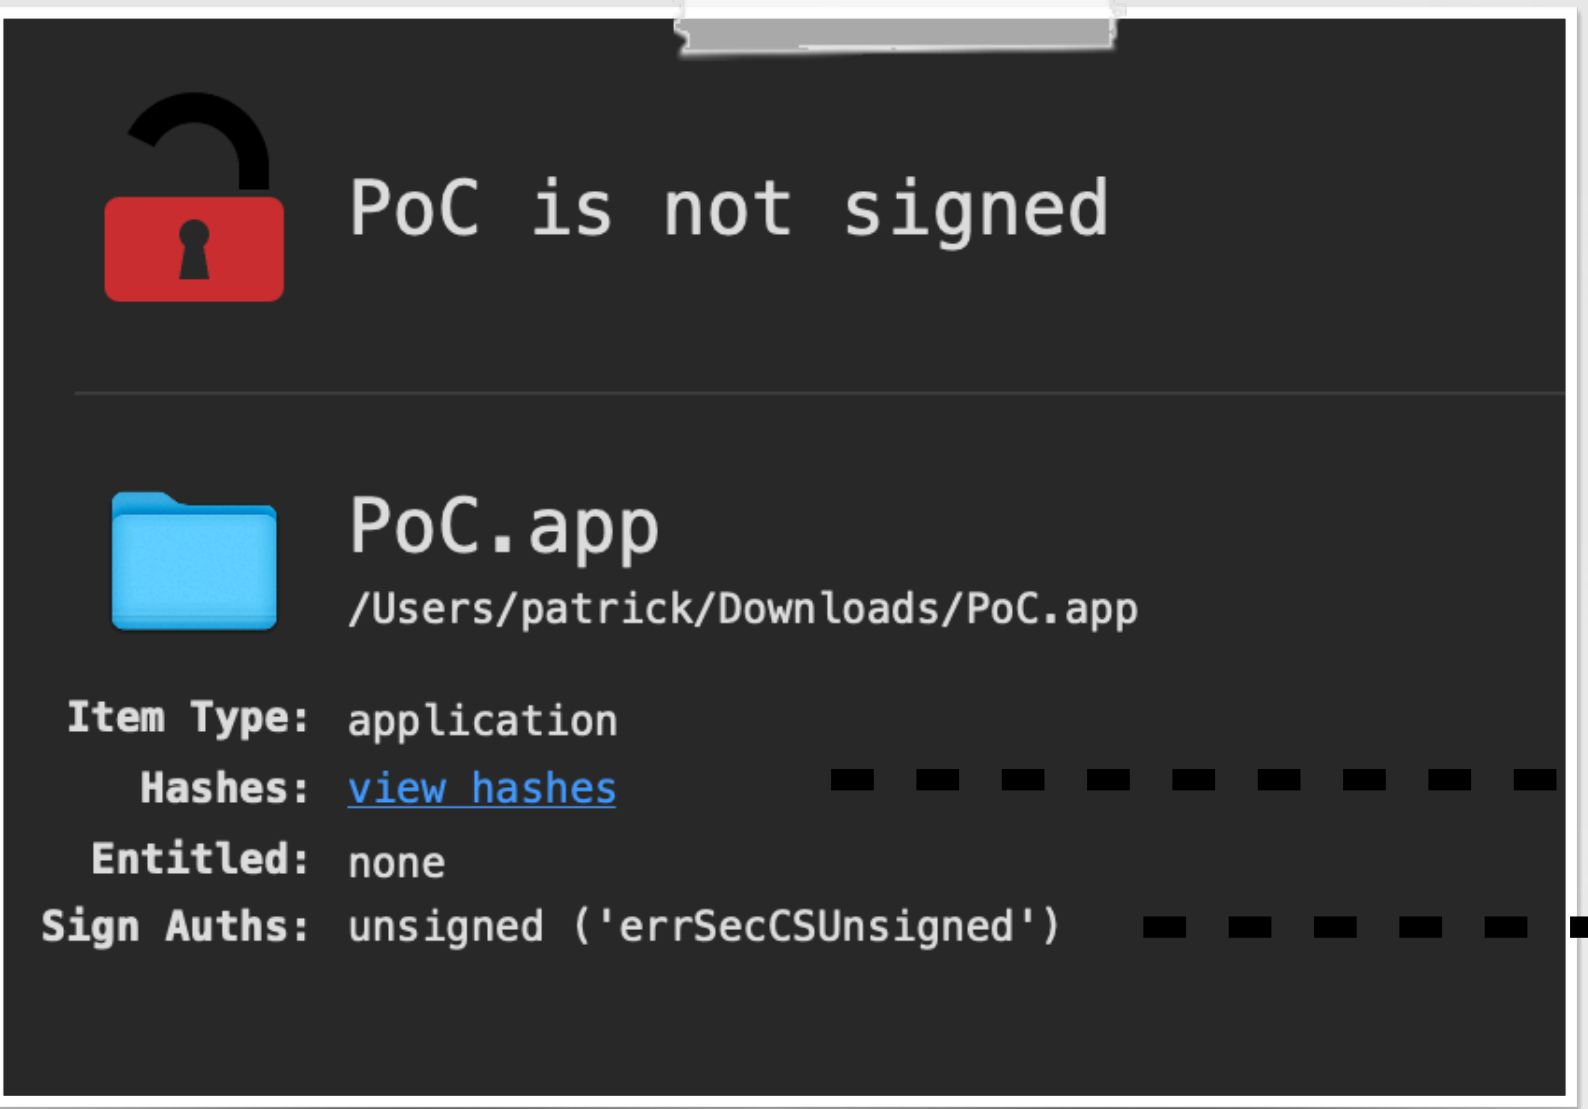 PoC is not signed
PoC.app
/Users/patrick/Downloads/PoC.app
Item Type: application
Hashes: view hashes
Entitled: none
Sign Auths: unsigned ('errSecCSUnsigned')